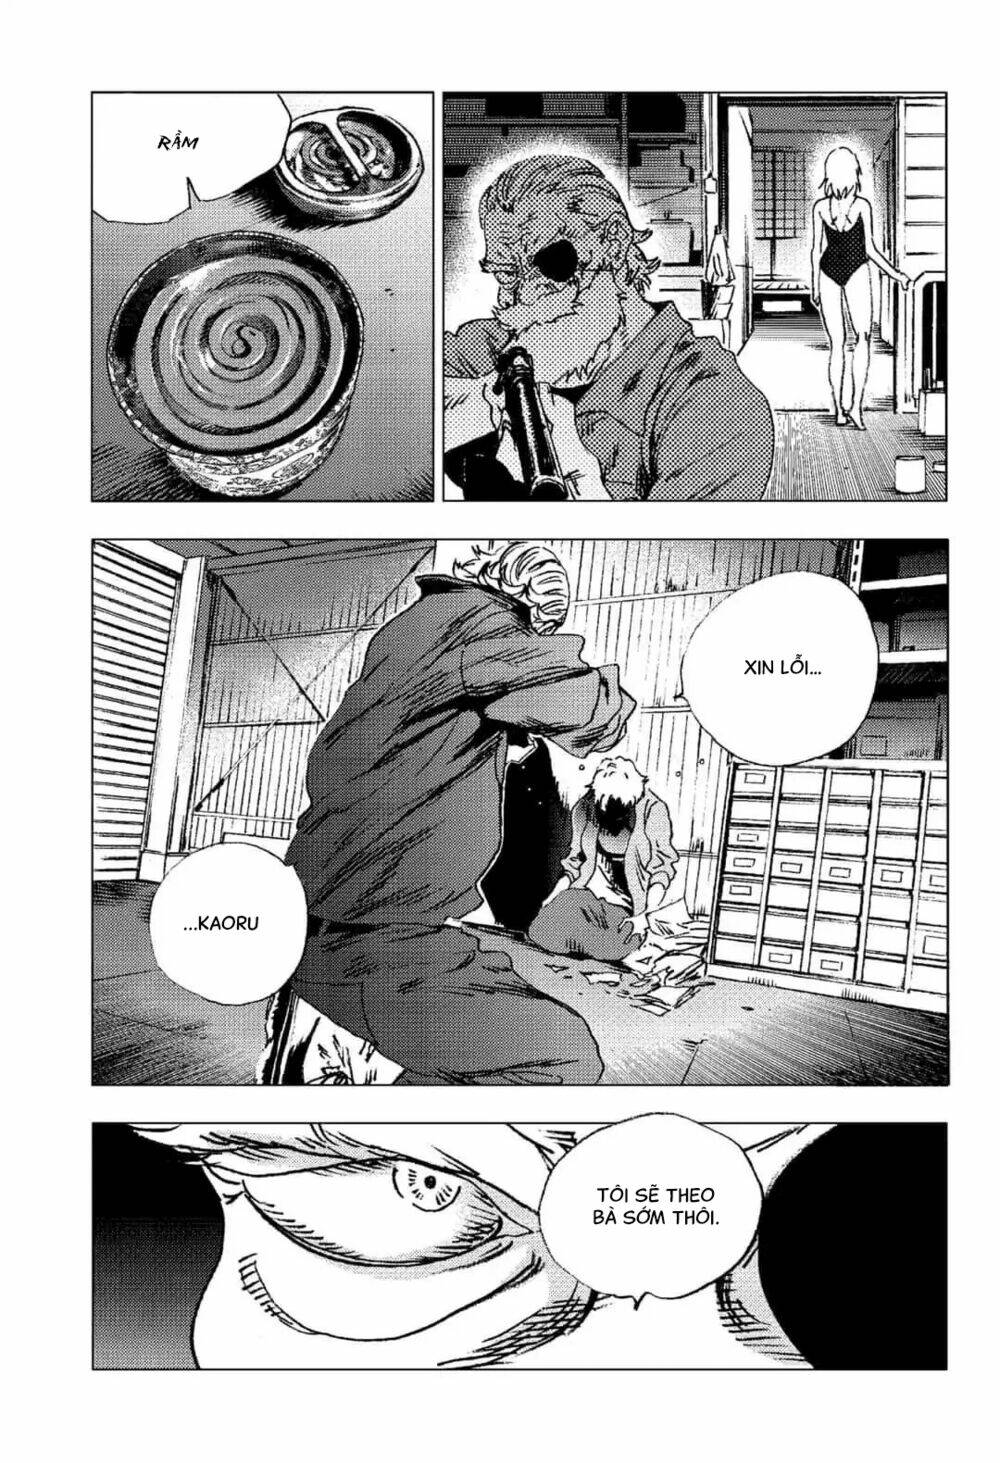 RẦM
XIN LỖI...
...KAORU
TÔI SẼ THEO
BÀ SỚM THÔI.